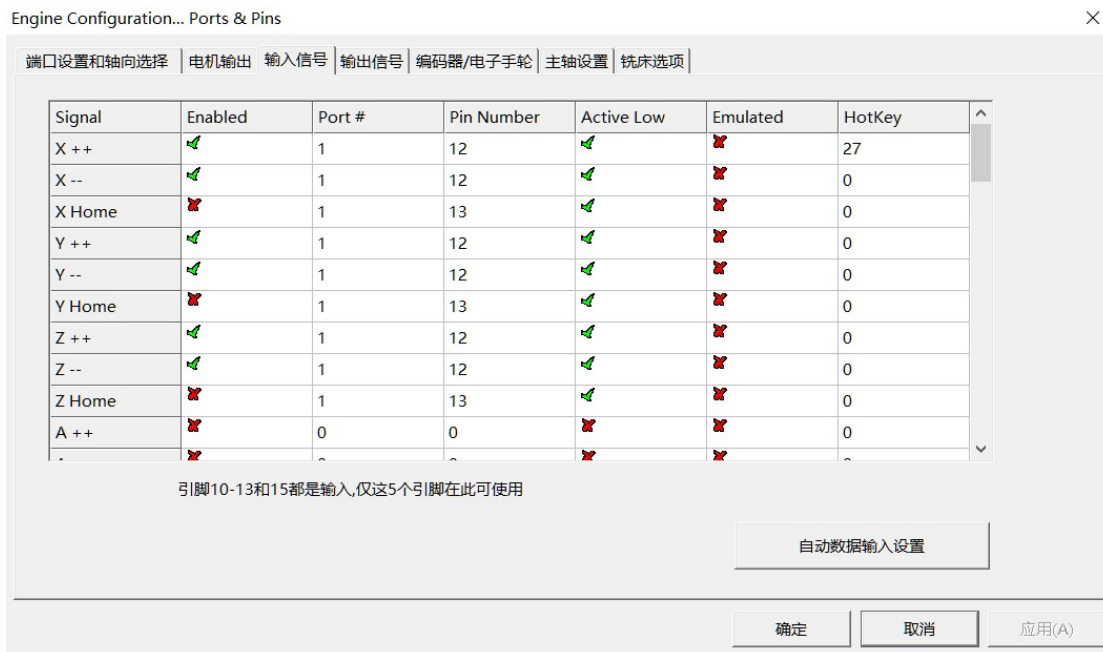 Engine Configuration... Ports & Pins
端口设置和轴向选择 电机输出 输入信号 输出信号 编码器/电子手轮 主轴设置 铣床选项
Signal Enabled Port # Pin Number Active Low Emulated HotKey
X ++ 1 12 27
X -- 1 12 0
X Home 1 13 0
Y ++ 1 12 0
Y -- 1 12 0
Y Home 1 13 0
Z ++ 1 12 0
Z -- 1 12 0
Z Home 1 13 0
A ++ 0 0 0
引脚10-13和15都是输入,仅这5个引脚在此可使用
自动数据输入设置
确定 取消 应用(A)